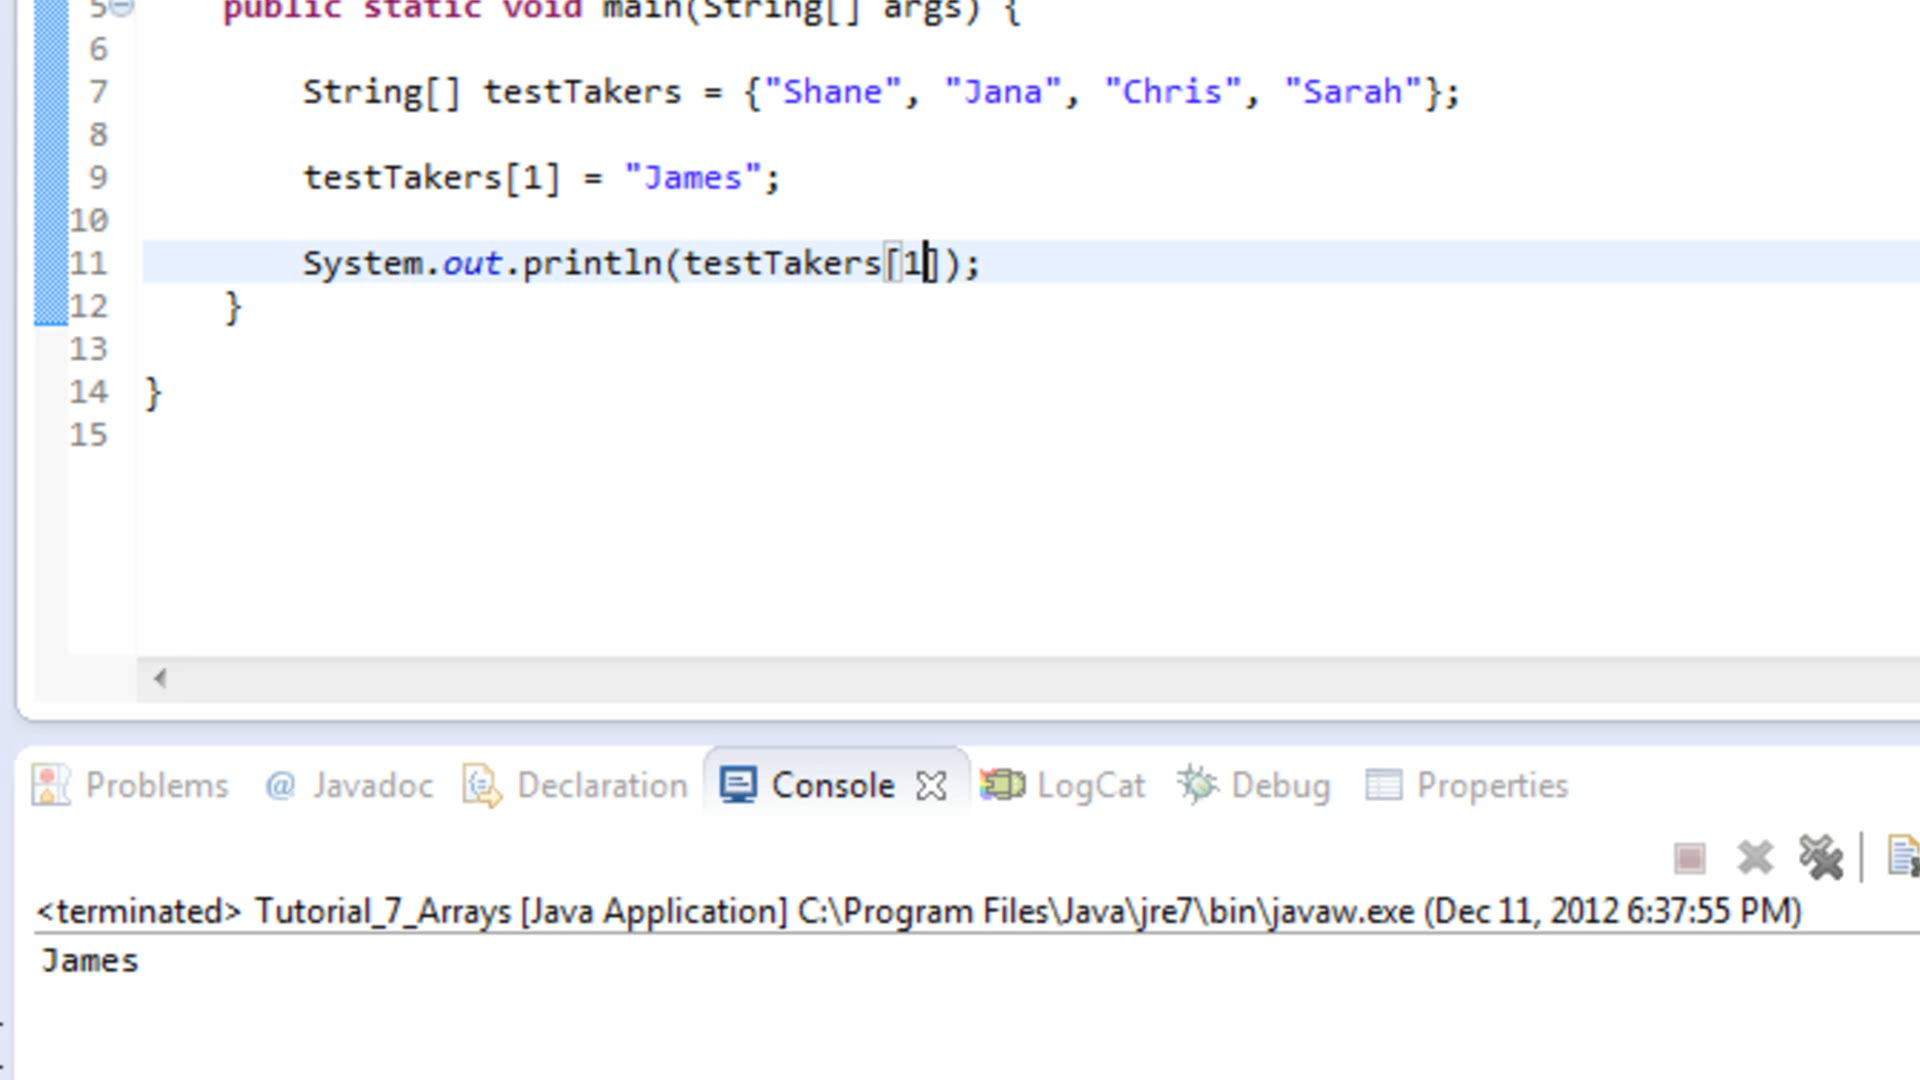 5 public static void main(String[] args) {
6
7 String[] testTakers = {"Shane", "Jana", "Chris", "Sarah"};
8
9 testTakers[1] = "James";
10
11 System.out.println(testTakers[1]);
12 }
13
14 }
15
Problems @ Javadoc Declaration Console LogCat Debug Properties
<terminated> Tutorial_7_Arrays [Java Application] C:\Program Files\Java\jre7\bin\javaw.exe (Dec 11, 2012 6:37:55 PM)
James